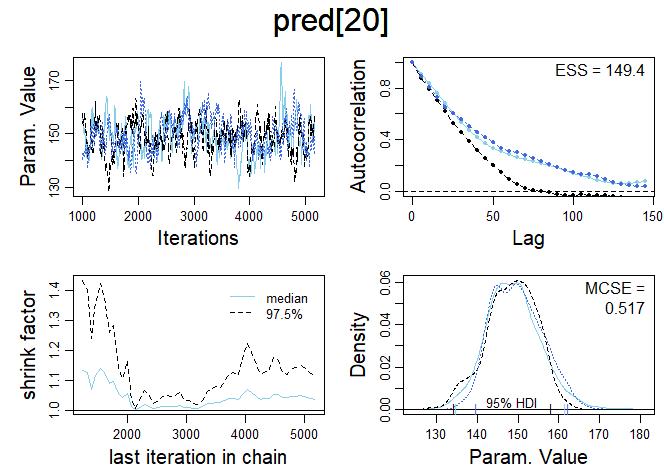 pred[20]
Param. Value
130
150
170
1000 2000 3000 4000 5000
Iterations
ESS = 149.4
Autocorrelation
0.0
0.4
0.8
0 50 100 150
Lag
shrink factor
1.0 1.1 1.2 1.3 1.4
median
97.5%
2000 3000 4000 5000
last iteration in chain
MCSE =
0.517
Density
0.00 0.02 0.04 0.06
95% HDI
130 140 150 160 170 180
Param. Value